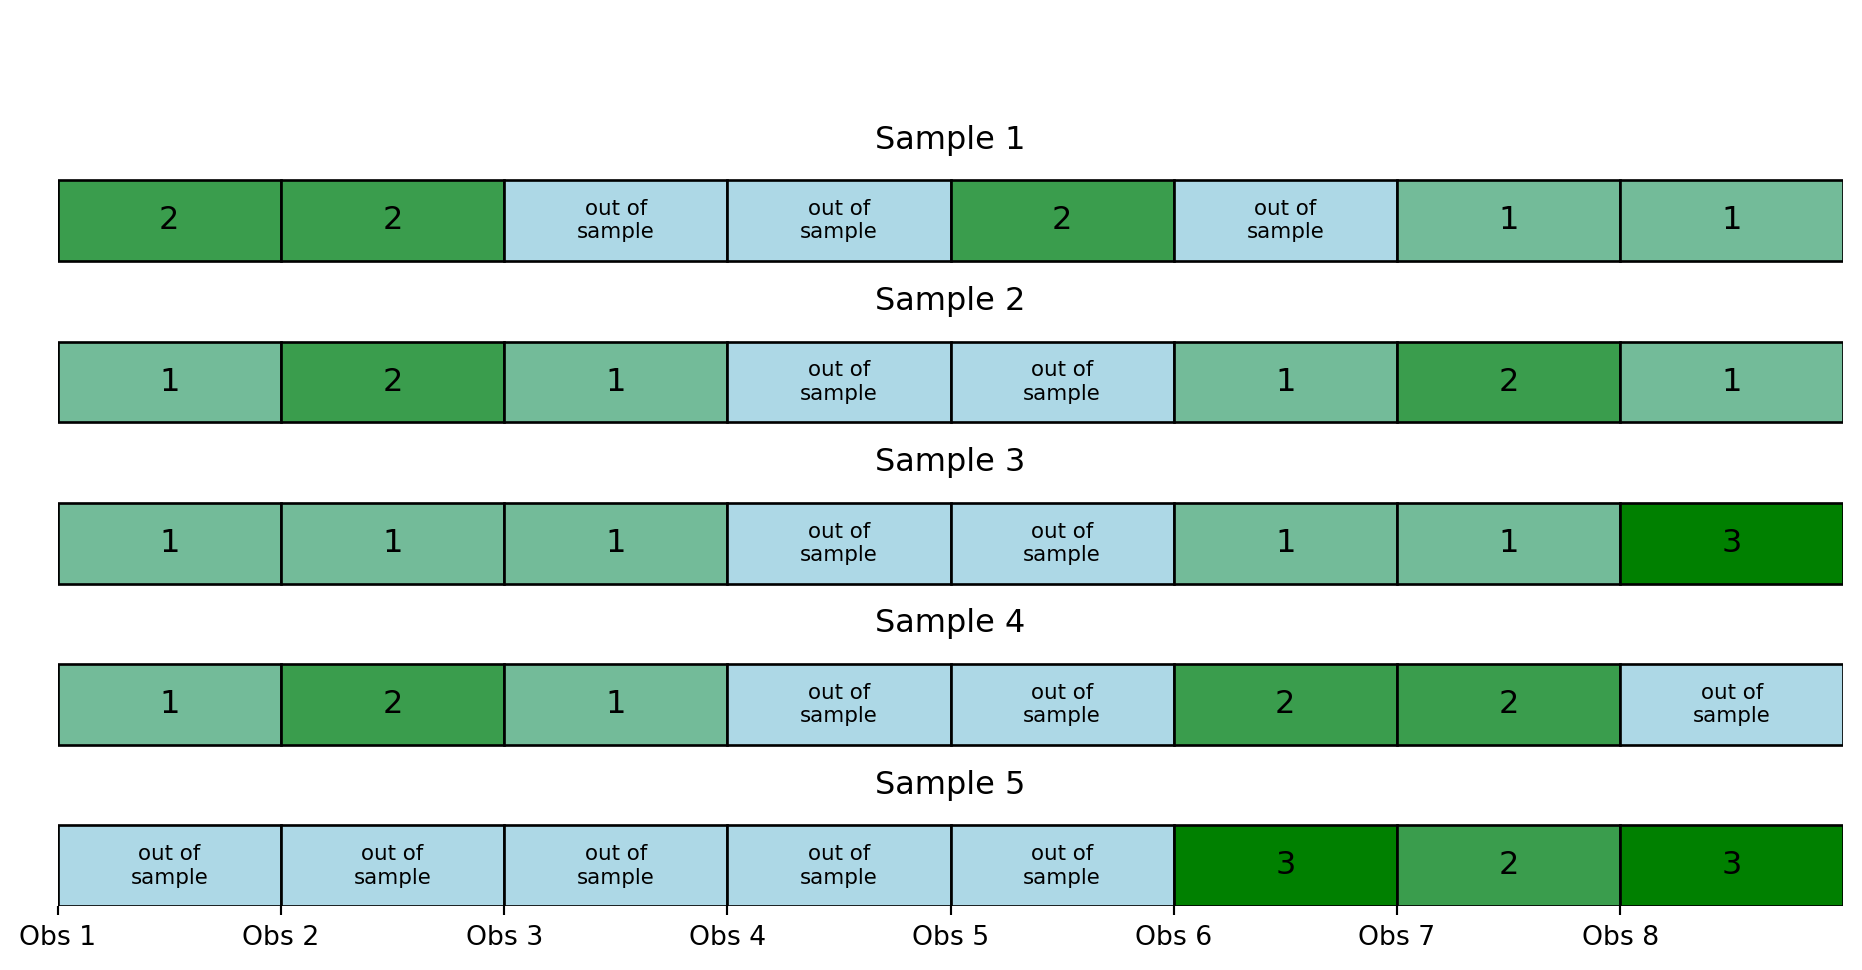 Sample 1
2 2 out of sample out of sample 2 out of sample 1 1
Sample 2
1 2 1 out of sample out of sample 1 2 1
Sample 3
1 1 1 out of sample out of sample 1 1 3
Sample 4
1 2 1 out of sample out of sample 2 2 out of sample
Sample 5
out of sample out of sample out of sample out of sample out of sample 3 2 3
Obs 1 Obs 2 Obs 3 Obs 4 Obs 5 Obs 6 Obs 7 Obs 8